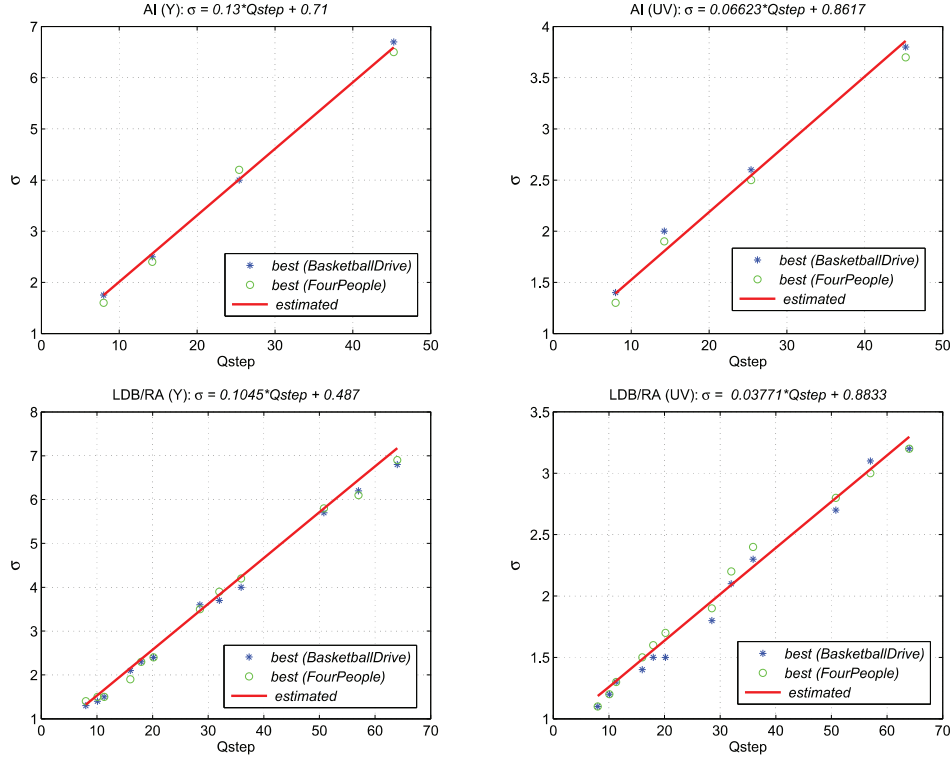 AI (Y): σ = 0.13*Qstep + 0.71
7
6
5
4
3
2
1
σ
0 10 20 30 40 50
Qstep
best (BasketballDrive)
best (FourPeople)
estimated
AI (UV): σ = 0.06623*Qstep + 0.8617
4
3.5
3
2.5
2
1.5
1
σ
0 10 20 30 40 50
Qstep
best (BasketballDrive)
best (FourPeople)
estimated
LDB/RA (Y): σ = 0.1045*Qstep + 0.487
8
7
6
5
4
3
2
1
σ
0 10 20 30 40 50 60 70
Qstep
best (BasketballDrive)
best (FourPeople)
estimated
LDB/RA (UV): σ = 0.03771*Qstep + 0.8833
3.5
3
2.5
2
1.5
1
σ
0 10 20 30 40 50 60 70
Qstep
best (BasketballDrive)
best (FourPeople)
estimated